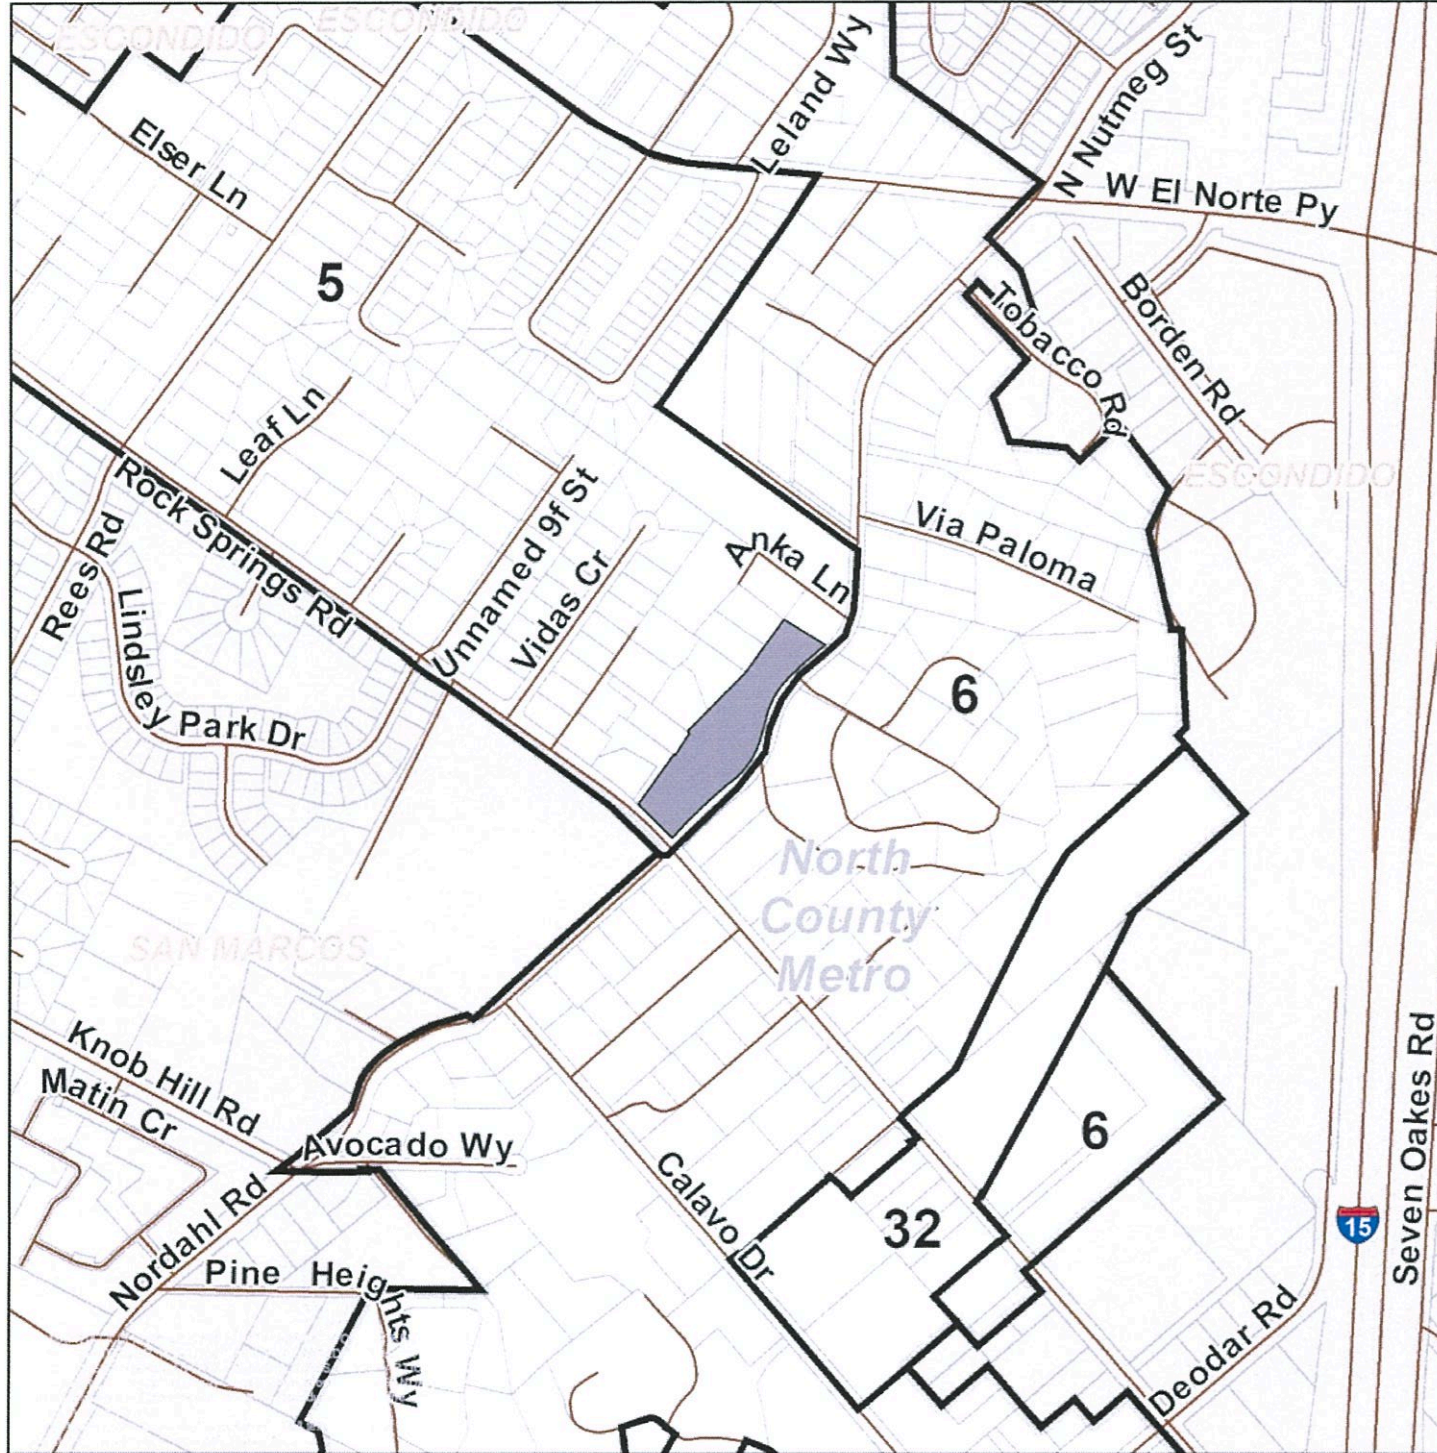 ESCONDIDO
ESCONDIDO
Leland Wy
N Nutmeg St
Elser Ln
W El Norte Py
5
Tobacco Rd
Borden Rd
Leaf Ln
ESCONDIDO
Rock Springs Rd
Rees Rd
Unnamed 9f St
Via Paloma
Anka Ln
Vidas Cr
Lindsley Park Dr
6
North
County
Metro
SAN MARCOS
Knob Hill Rd
Matin Cr
Avocado Wy
6
Calavo Dr
32
Nordahl Rd
Pine Heights Wy
15
Seven Oakes Rd
Deodar Rd